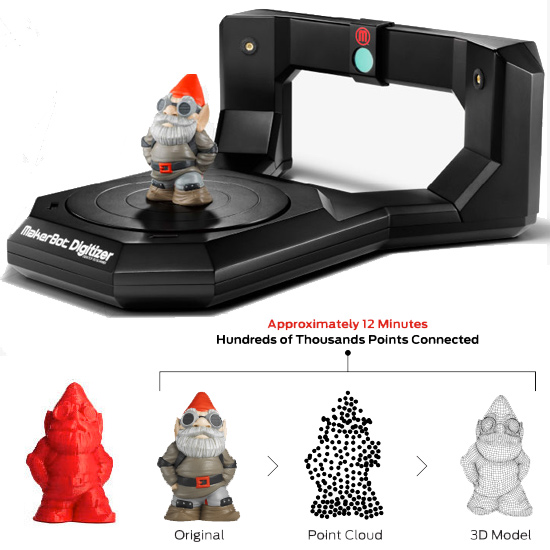 MakerBot Digitizer
Approximately 12 Minutes
Hundreds of Thousands Points Connected
Original
Point Cloud
3D Model